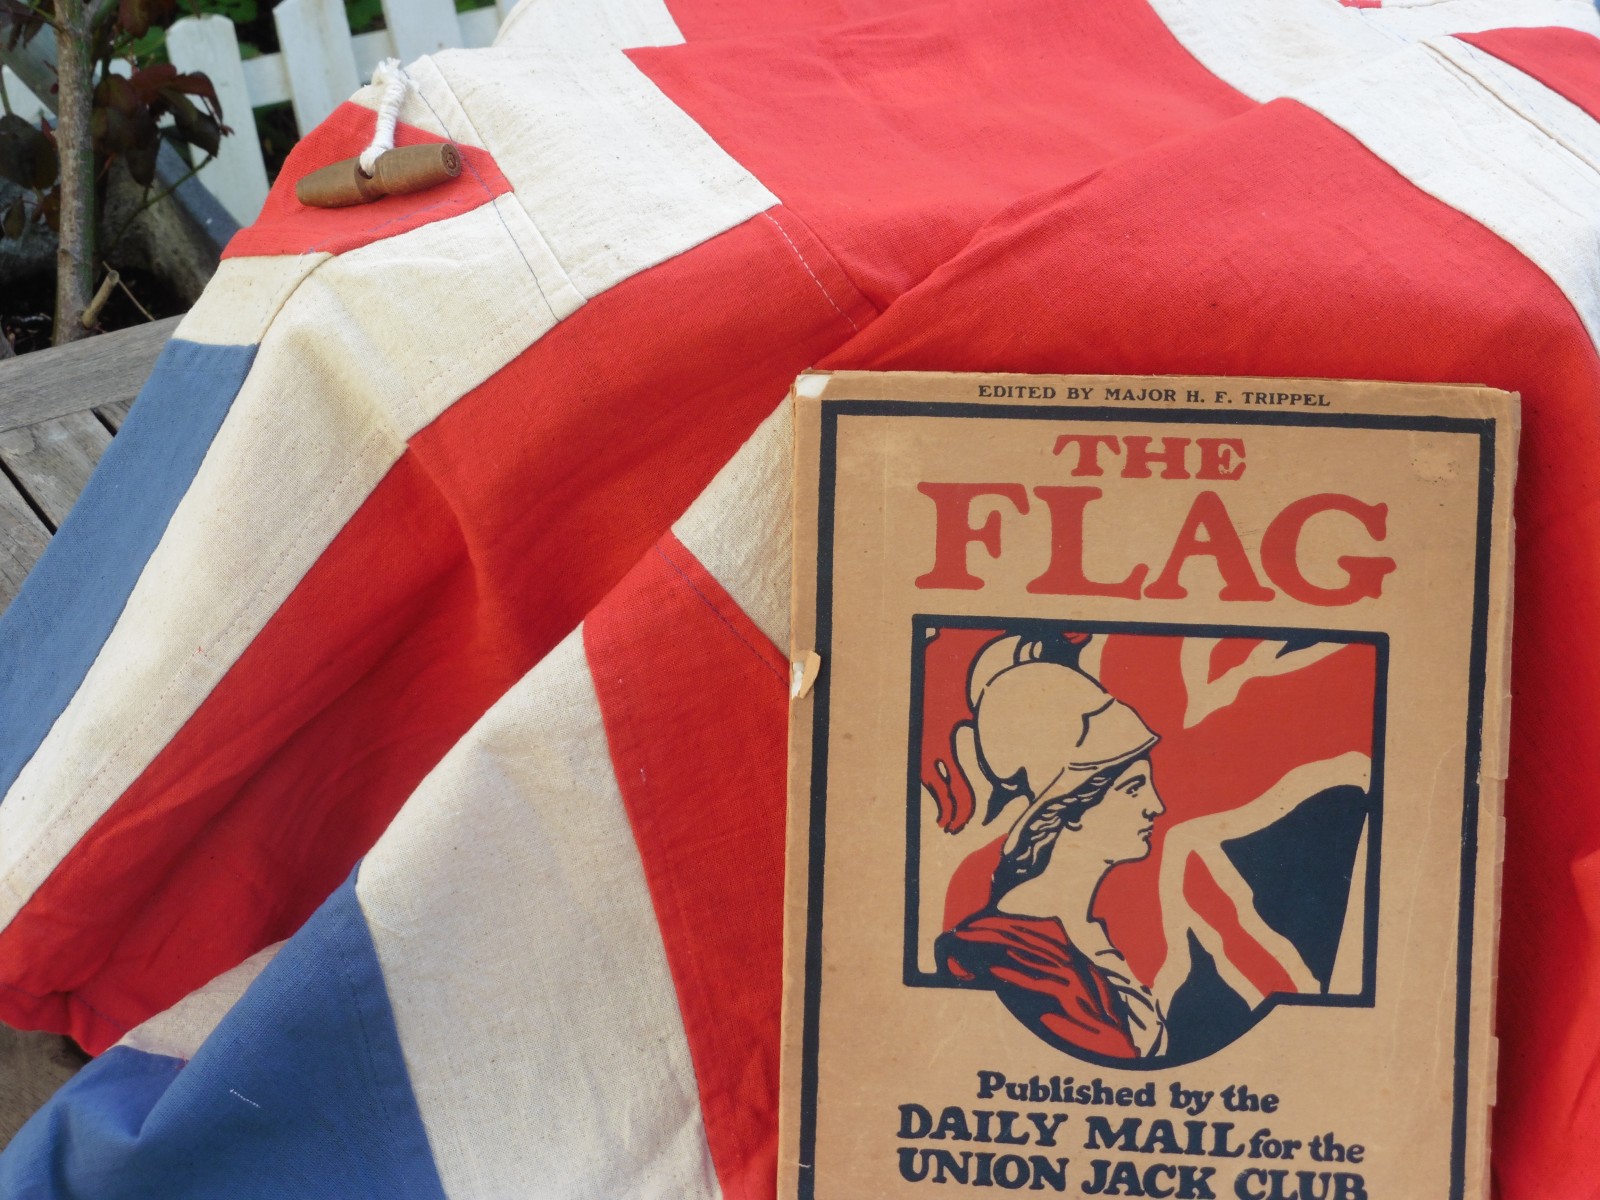 EDITED BY MAJOR H. F. TRIPPEL
THE
FLAG
Published by the
DAILY MAIL for the
UNION JACK CLUB